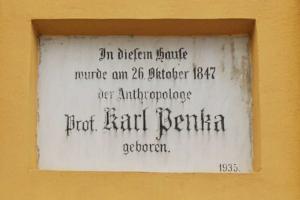 In diesem Hause
wurde am 26. Oktober 1847
der Anthropologe
Prof. Karl Penka
geboren.
1935.